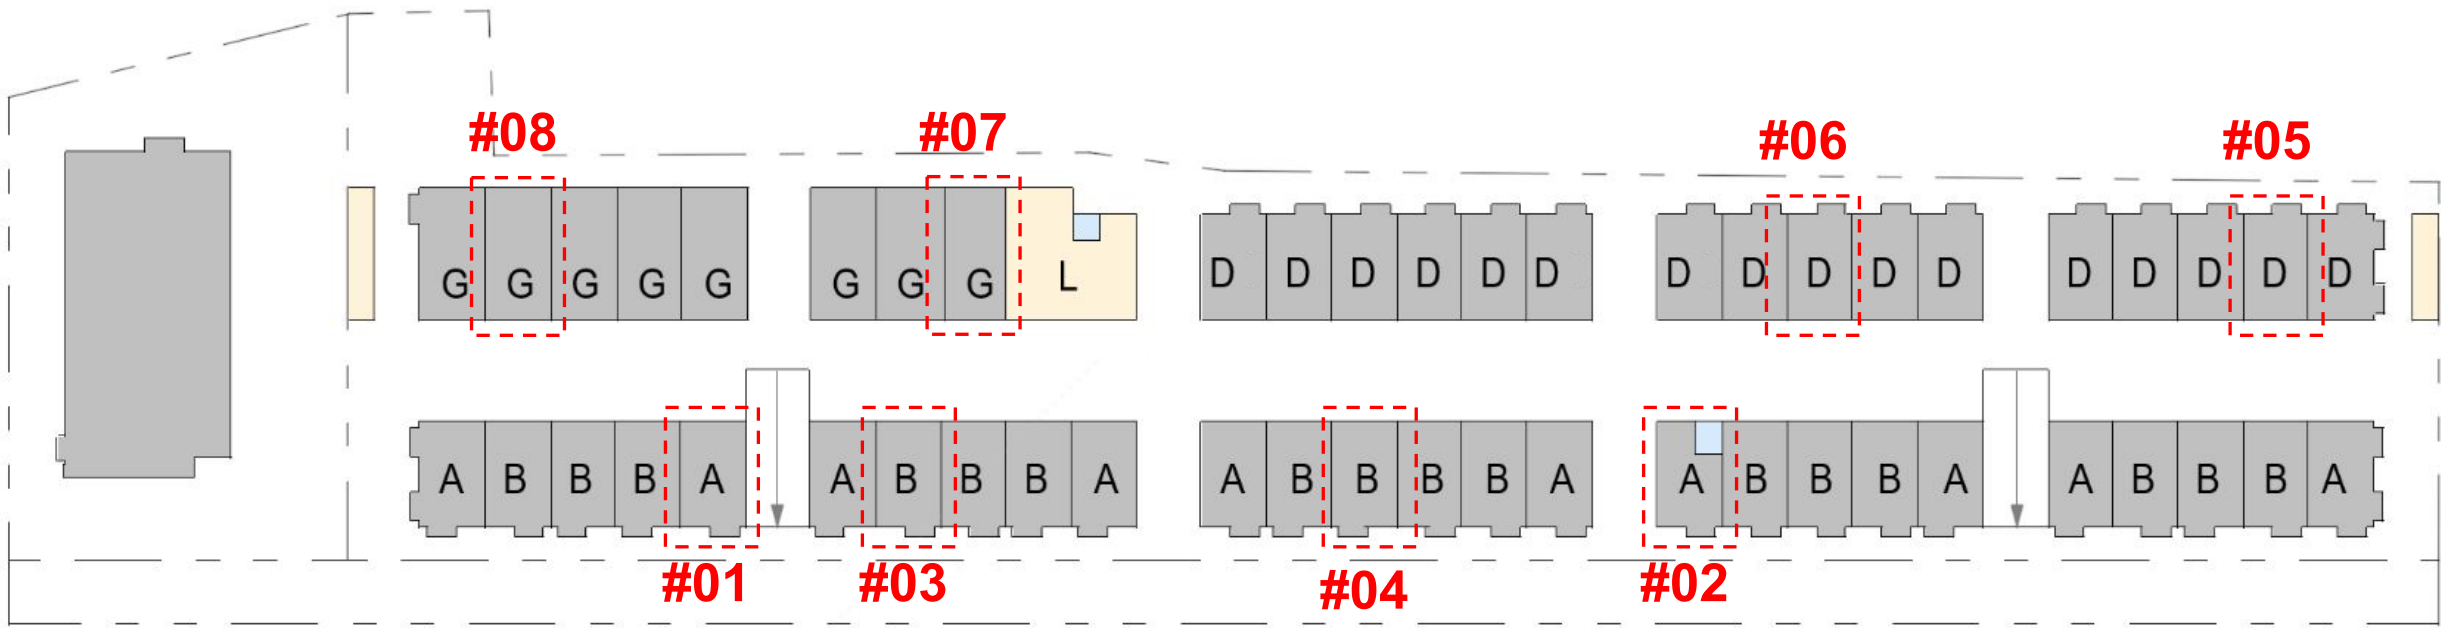 #08 #07 #06 #05
G G G G G G G G L D D D D D D D D D D D D D D D D
A B B B A A B B B A A B B B B A A B B B A A B B B A
#01 #03 #04 #02